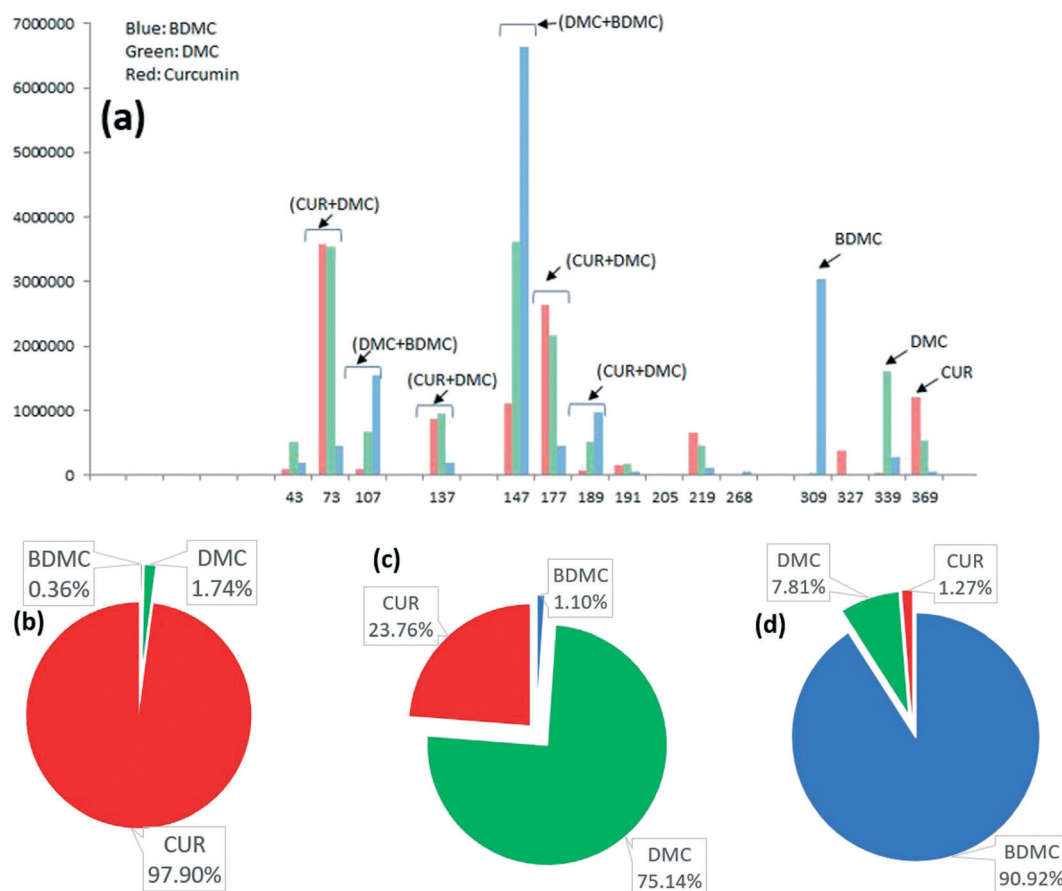 7000000
Blue: BDMC
Green: DMC
Red: Curcumin
(a)
6000000
5000000
4000000
3000000
2000000
1000000
0
(DMC+BDMC)
(CUR+DMC)
(DMC+BDMC)
(CUR+DMC)
(CUR+DMC)
(CUR+DMC)
BDMC
DMC
CUR
43 73 107 137 147 177 189 191 205 219 268 309 327 339 369
(b)
BDMC
0.36%
DMC
1.74%
CUR
97.90%
(c)
CUR
23.76%
BDMC
1.10%
DMC
75.14%
(d)
DMC
7.81%
CUR
1.27%
BDMC
90.92%